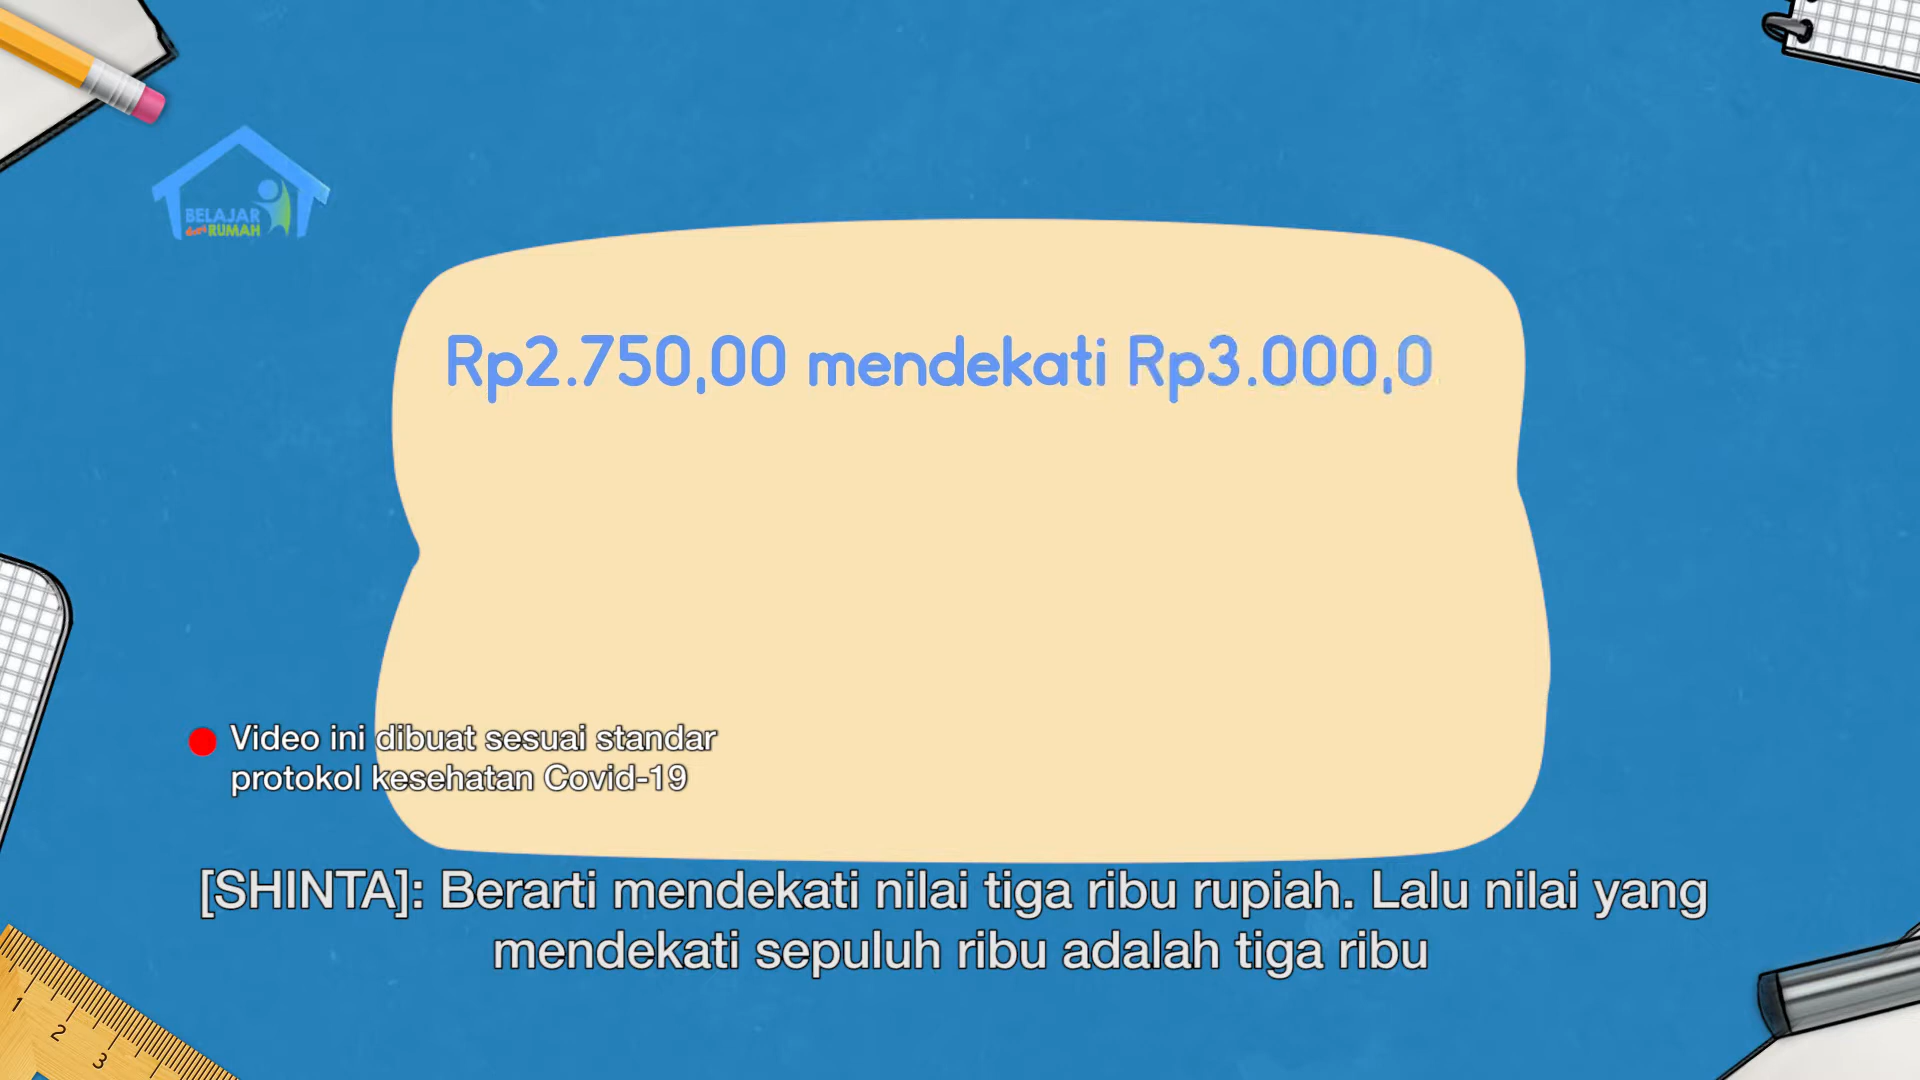 BELAJAR
dari RUMAH
Rp2.750,00 mendekati Rp3.000,0
Video ini dibuat sesuai standar
protokol kesehatan Covid-19
[SHINTA]: Berarti mendekati nilai tiga ribu rupiah. Lalu nilai yang
mendekati sepuluh ribu adalah tiga ribu
1
2
3